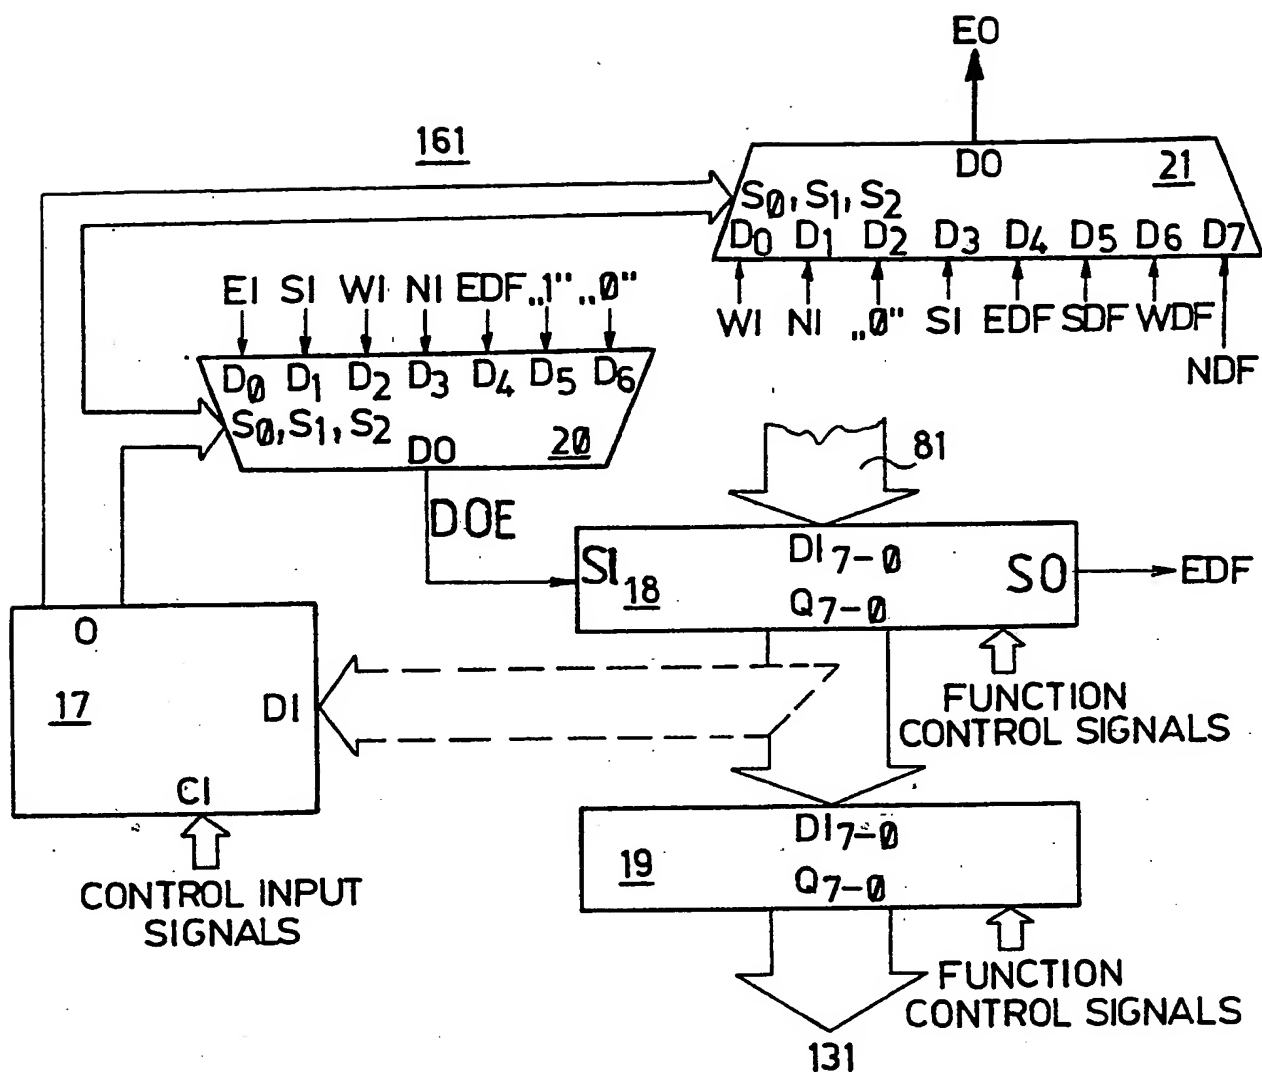 EO
161
DO
21
S0, S1, S2
D0 D1 D2 D3 D4 D5 D6 D7
WI NI „0" SI EDF SDF WDF
NDF
EI SI WI NI EDF „1" „0"
D0 D1 D2 D3 D4 D5 D6
S0, S1, S2
DO
20
DOE
81
DI7-0
SI
18
SO
EDF
Q7-0
FUNCTION
CONTROL SIGNALS
O
17
DI
CI
CONTROL INPUT
SIGNALS
DI7-0
19
Q7-0
FUNCTION
CONTROL SIGNALS
131